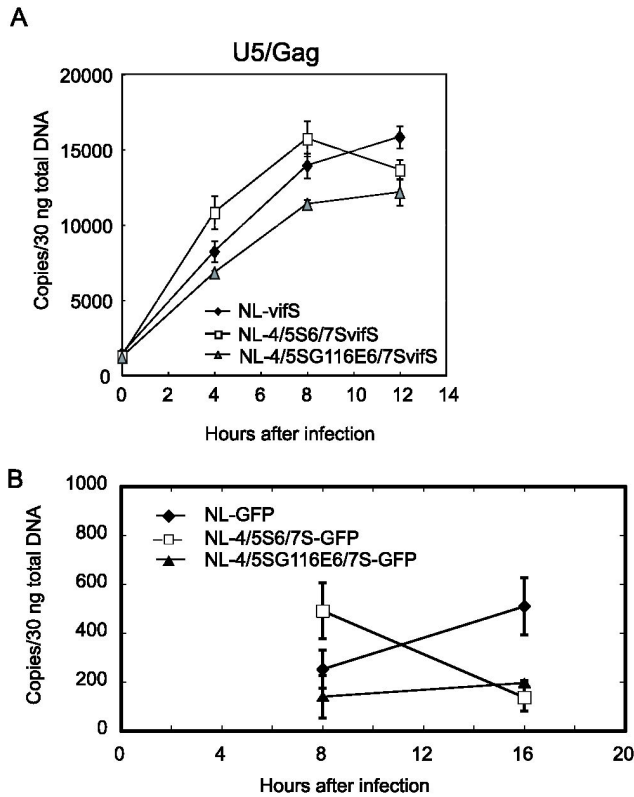 A
U5/Gag
Copies/30 ng total DNA
20000
15000
10000
5000
0
NL-vifS
NL-4/5S6/7SvifS
NL-4/5SG116E6/7SvifS
0 2 4 6 8 10 12 14
Hours after infection
B
Copies/30 ng total DNA
1000
800
600
400
200
0
NL-GFP
NL-4/5S6/7S-GFP
NL-4/5SG116E6/7S-GFP
0 4 8 12 16 20
Hours after infection